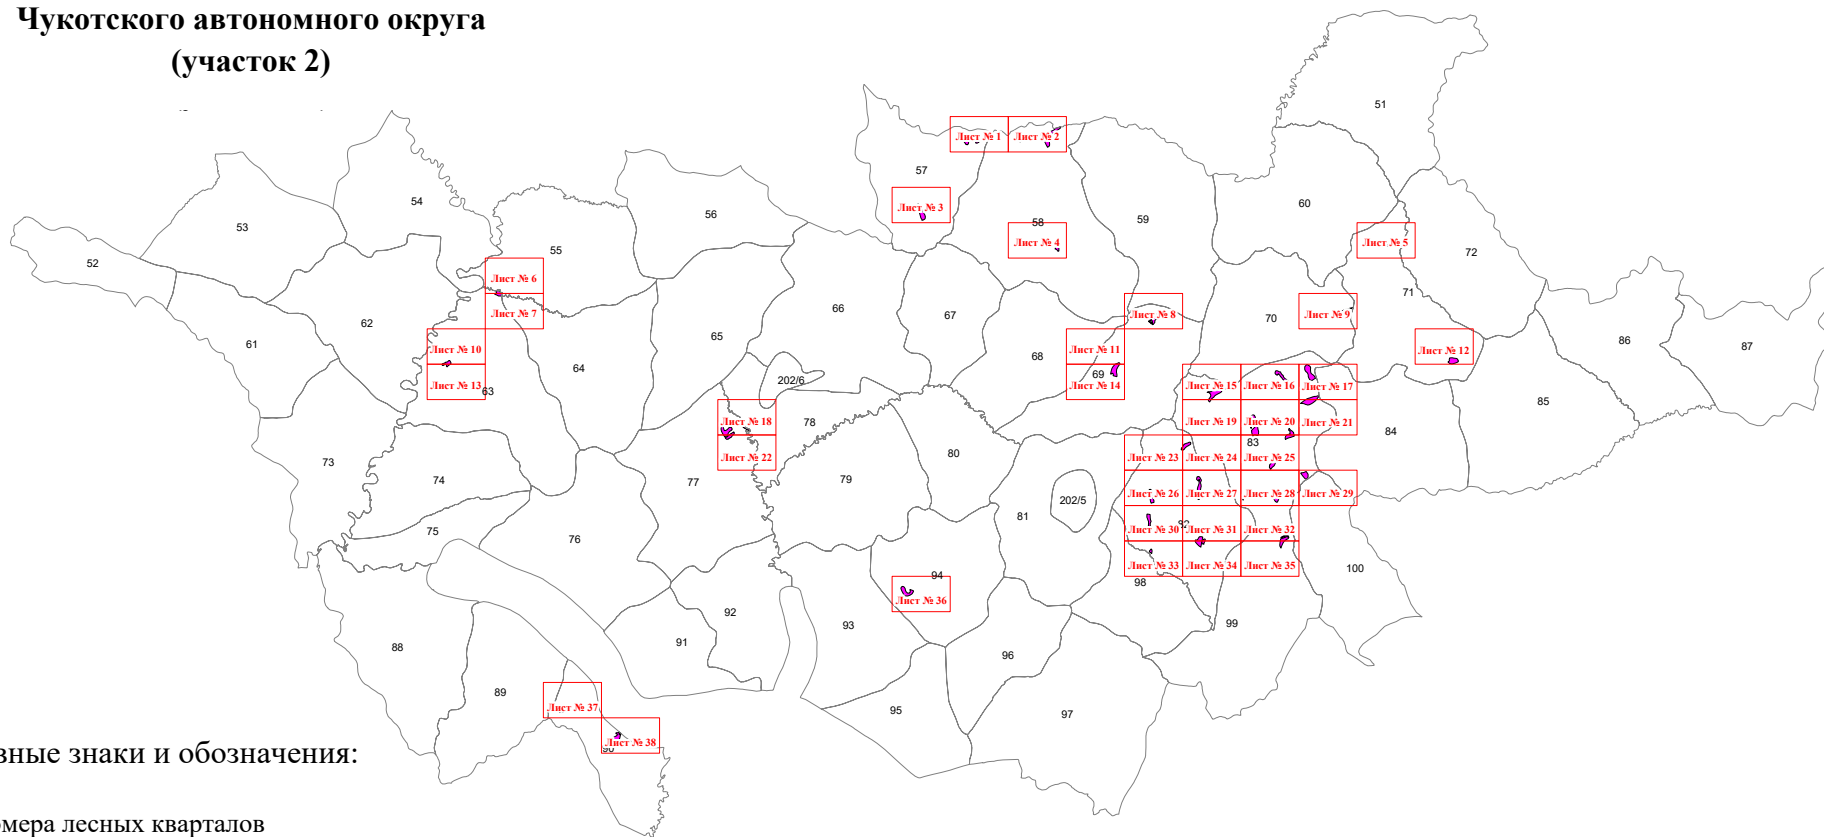 Чукотского автономного округа
(участок 2)
51
54
Лист № 1
Лист № 2
57
53
56
Лист № 3
58
59
60
52
55
Лист № 4
Лист № 5
72
Лист № 6
71
62
66
67
70
61
Лист № 7
65
Лист № 8
Лист № 9
86
87
Лист № 10
64
68
Лист № 11
Лист № 12
202/6
69
Лист № 13
63
Лист № 14
Лист № 15
Лист № 16
Лист № 17
85
Лист № 18
78
Лист № 19
Лист № 20
Лист № 21
84
83
73
Лист № 22
80
Лист № 23
Лист № 24
Лист № 25
74
77
79
202/5
Лист № 26
Лист № 27
Лист № 28
Лист № 29
81
75
76
Лист № 30
Лист № 31
Лист № 32
94
Лист № 33
Лист № 34
Лист № 35
100
98
Лист № 36
92
93
99
88
91
96
89
95
97
Лист № 37
Лист № 38
90
вные знаки и обозначения:
омера лесных кварталов